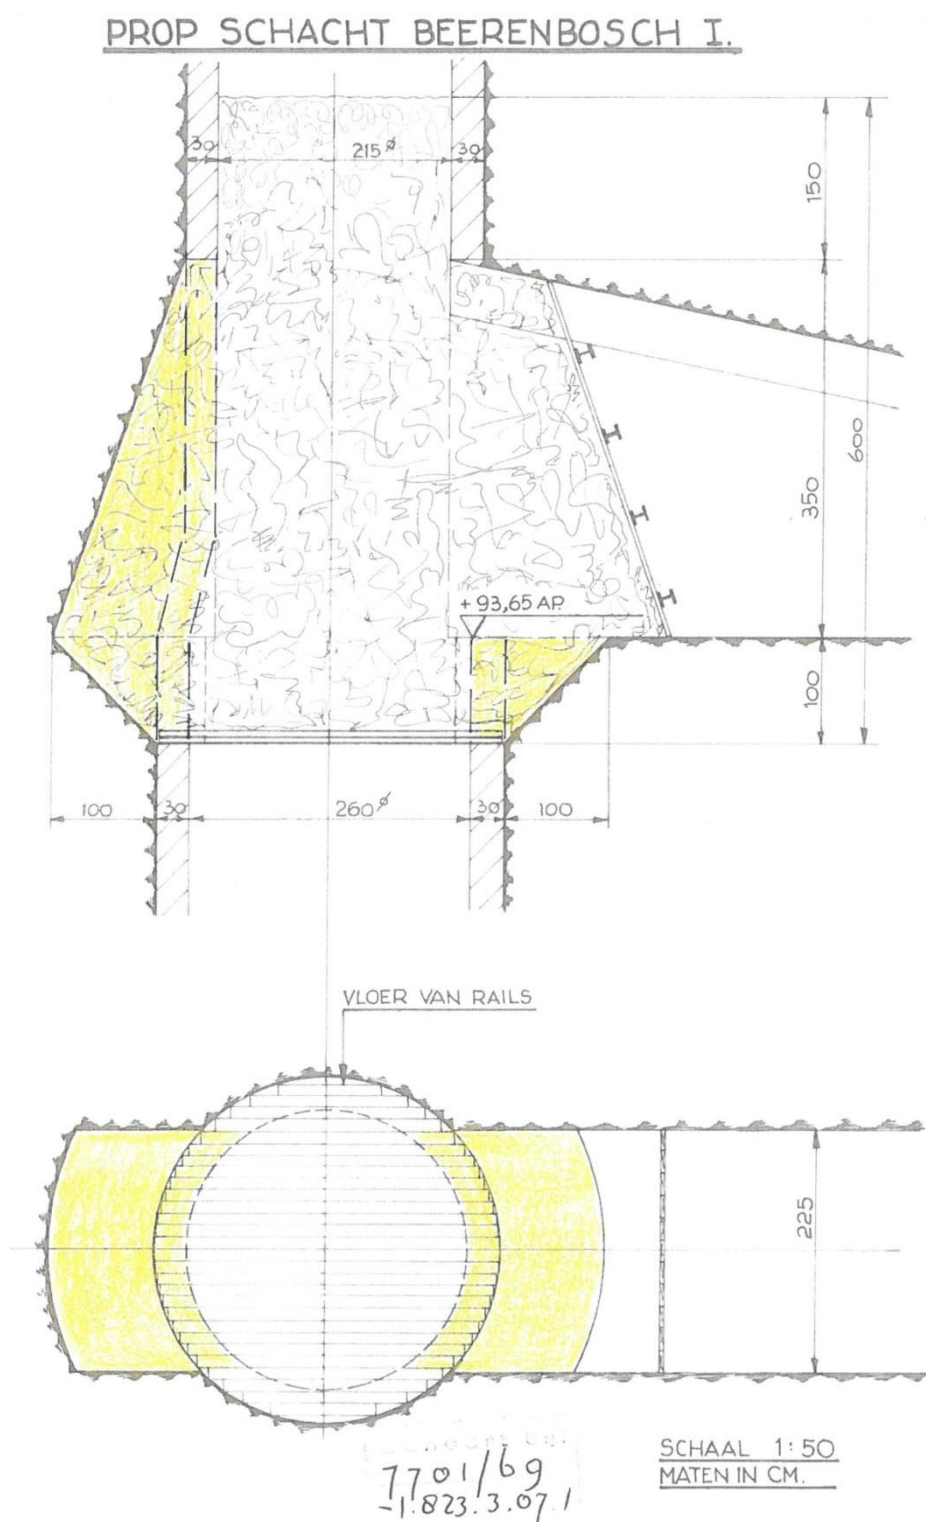 PROP SCHACHT BEERENBOSCH I.
30
215 ø
30
150
600
350
+ 93,65 AP.
100
100
30
260 ø
30
100
VLOER VAN RAILS
225
SCHAAL 1:50
MATEN IN CM.
7701/69
-1.823.3.07.1